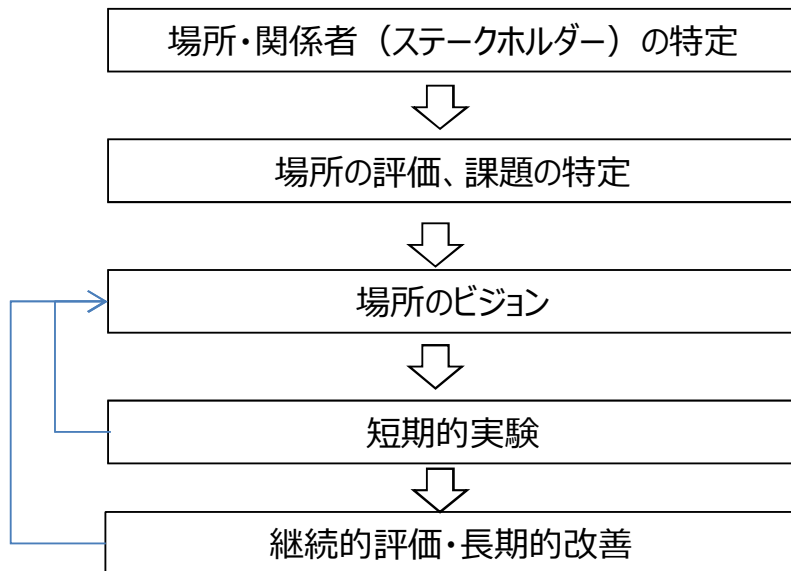 場所・関係者（ステークホルダー）の特定
場所の評価、課題の特定
場所のビジョン
短期的実験
継続的評価・長期的改善